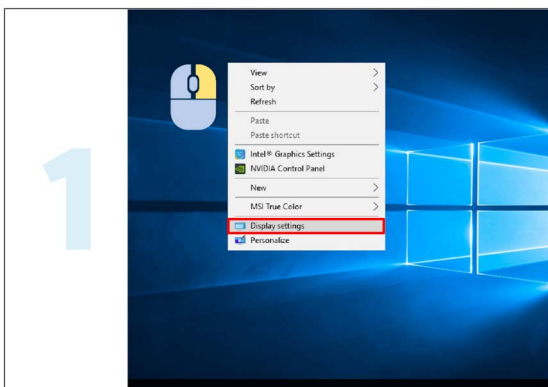 1
View
Sort by
Refresh
Paste
Paste shortcut
Intel® Graphics Settings
NVIDIA Control Panel
New
MSI True Color
Display settings
Personalize